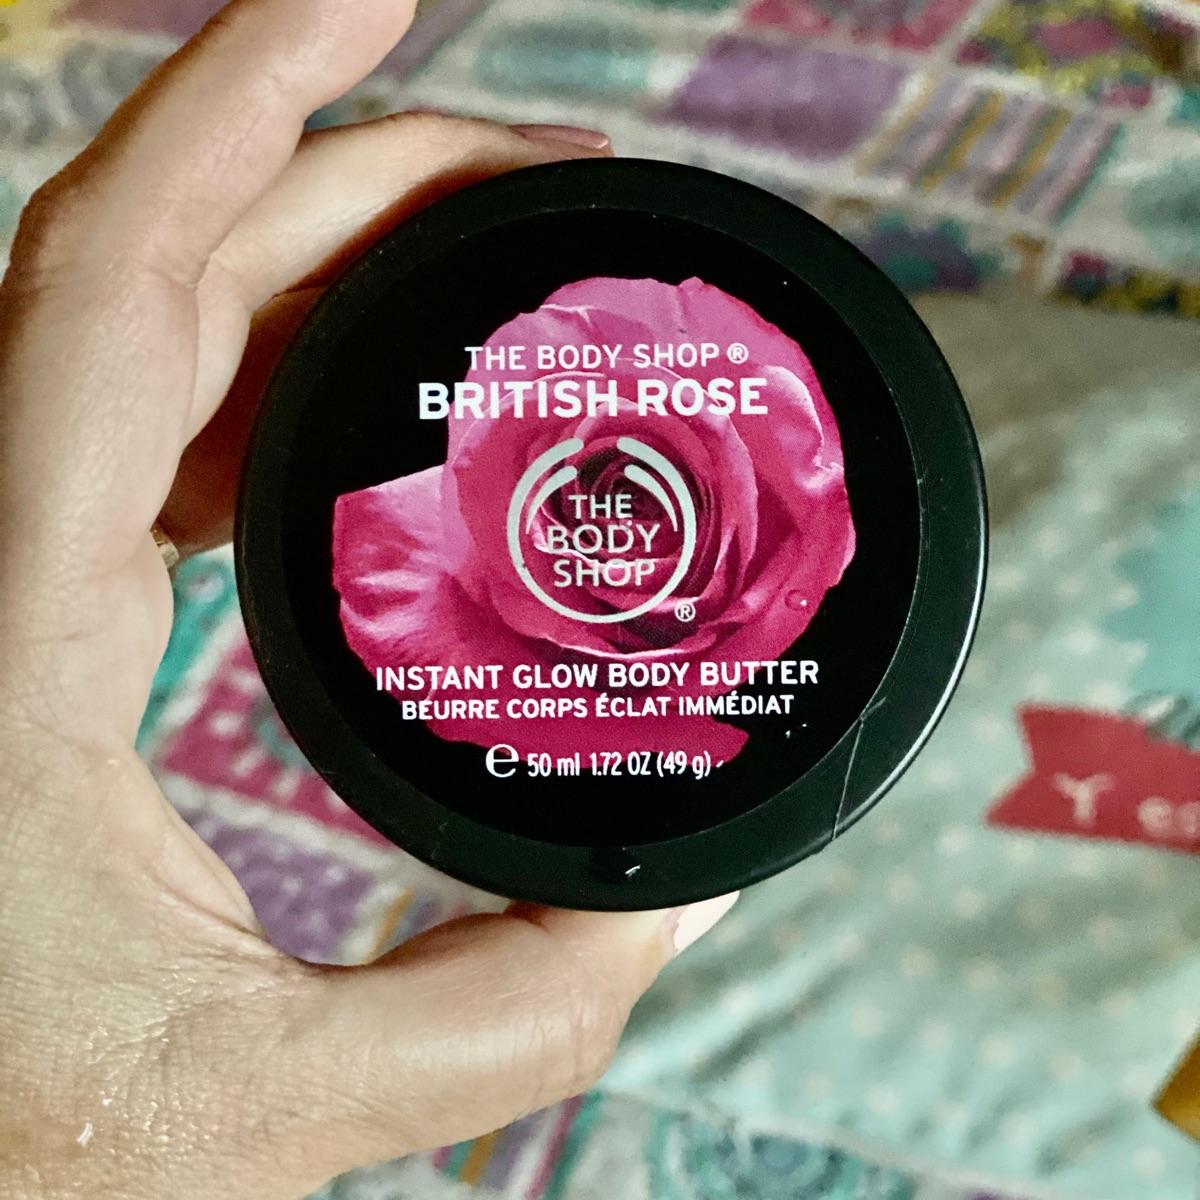 THE BODY SHOP ®
BRITISH ROSE
THE
BODY
SHOP
®
INSTANT GLOW BODY BUTTER
BEURRE CORPS ÉCLAT IMMÉDIAT
℮ 50 ml 1.72 OZ (49 g)